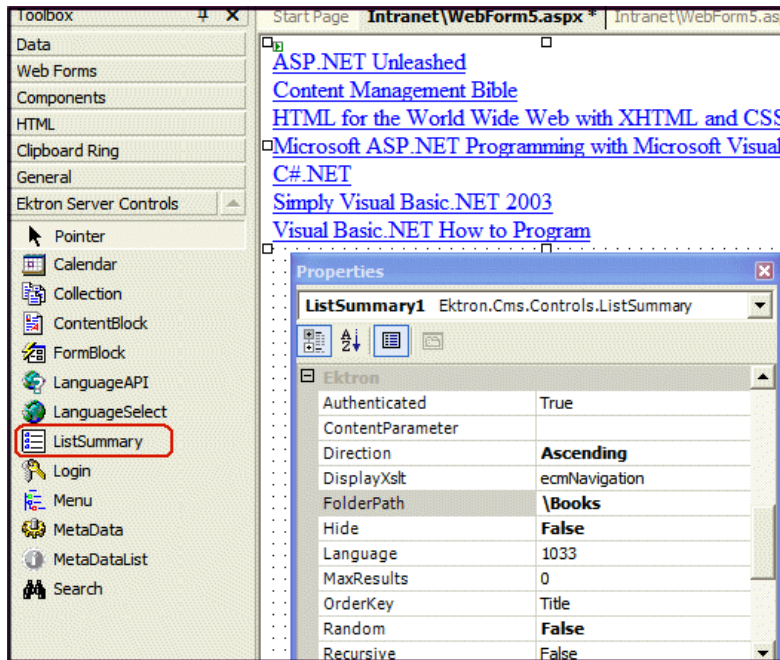 Toolbox
Start Page Intranet\WebForm5.aspx * Intranet\WebForm5.as
Data
Web Forms
Components
HTML
Clipboard Ring
General
Ektron Server Controls
Pointer
Calendar
Collection
ContentBlock
FormBlock
LanguageAPI
LanguageSelect
ListSummary
Login
Menu
MetaData
MetaDataList
Search
ASP.NET Unleashed
Content Management Bible
HTML for the World Wide Web with XHTML and CSS
Microsoft ASP.NET Programming with Microsoft Visual
C#.NET
Simply Visual Basic.NET 2003
Visual Basic.NET How to Program
Properties
ListSummary1 Ektron.Cms.Controls.ListSummary
Ektron
Authenticated True
ContentParameter
Direction Ascending
DisplayXslt ecmNavigation
FolderPath \Books
Hide False
Language 1033
MaxResults 0
OrderKey Title
Random False
Recursive False